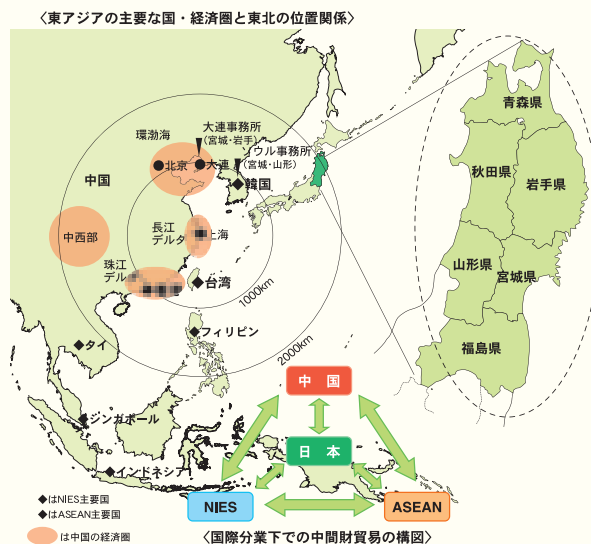 〈東アジアの主要な国・経済圏と東北の位置関係〉
青森県
秋田県
岩手県
山形県
宮城県
福島県
環渤海
大連事務所
(宮城・岩手)
ソウル事務所
(宮城・山形)
北京
大連
韓国
中国
中西部
長江
デルタ
上海
珠江
デル
台湾
1000km
2000km
フィリピン
タイ
シンガポール
インドネシア
中 国
日 本
NIES
ASEAN
◆はNIES主要国
◆はASEAN主要国
は中国の経済圏
〈国際分業下での中間財貿易の構図〉